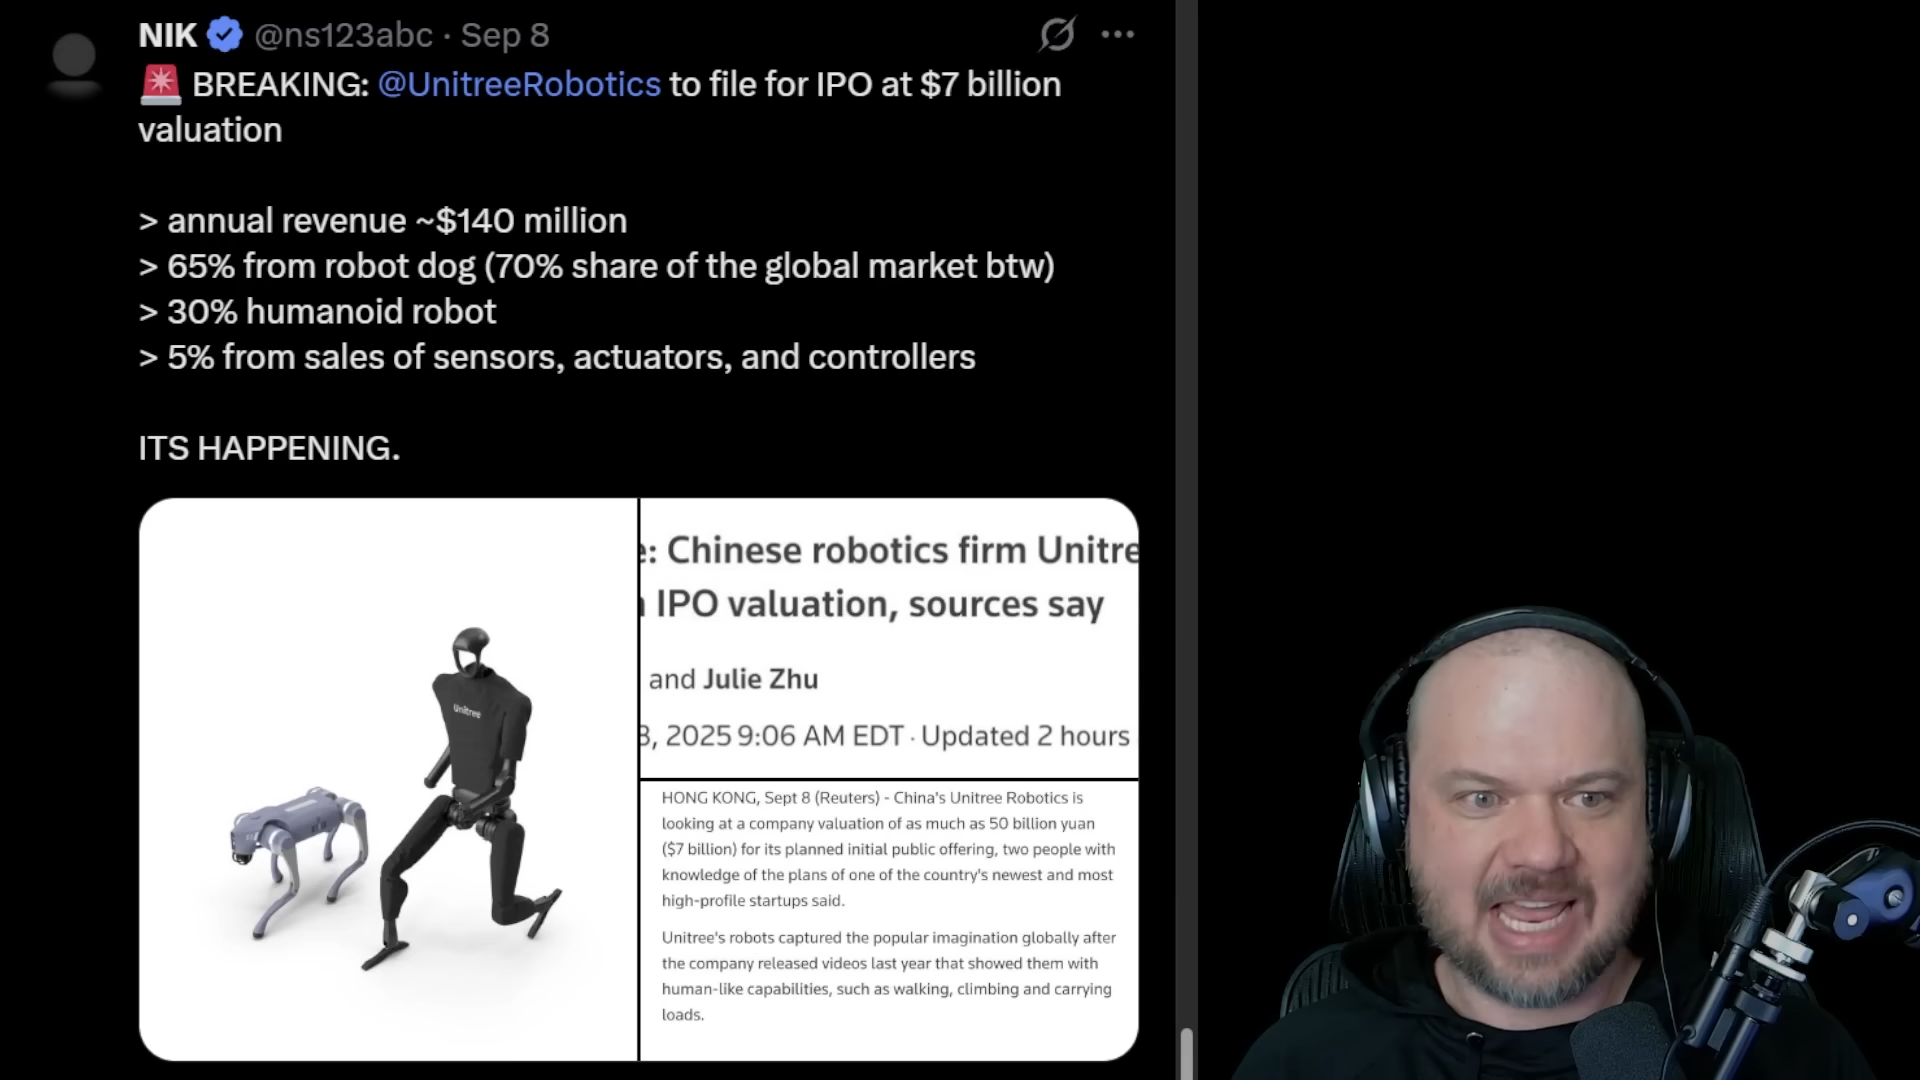 NIK @ns123abc · Sep 8
🚨 BREAKING: @UnitreeRobotics to file for IPO at $7 billion
valuation
> annual revenue ~$140 million
> 65% from robot dog (70% share of the global market btw)
> 30% humanoid robot
> 5% from sales of sensors, actuators, and controllers
ITS HAPPENING.
Unitree
e: Chinese robotics firm Unitre
IPO valuation, sources say
and Julie Zhu
8, 2025 9:06 AM EDT · Updated 2 hours
HONG KONG, Sept 8 (Reuters) - China's Unitree Robotics is
looking at a company valuation of as much as 50 billion yuan
($7 billion) for its planned initial public offering, two people with
knowledge of the plans of one of the country's newest and most
high-profile startups said.
Unitree's robots captured the popular imagination globally after
the company released videos last year that showed them with
human-like capabilities, such as walking, climbing and carrying
loads.